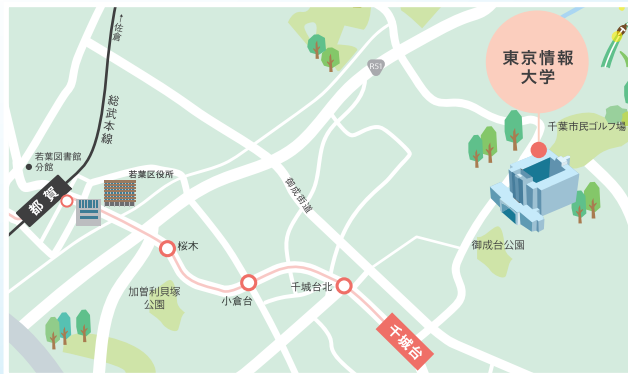 ←佐倉
総武本線
若葉図書館
分館
都賀
若葉区役所
桜木
加曽利貝塚
公園
小倉台
千城台北
千城台
御成街道
R51
東京情報
大学
千葉市民ゴルフ場
御成台公園